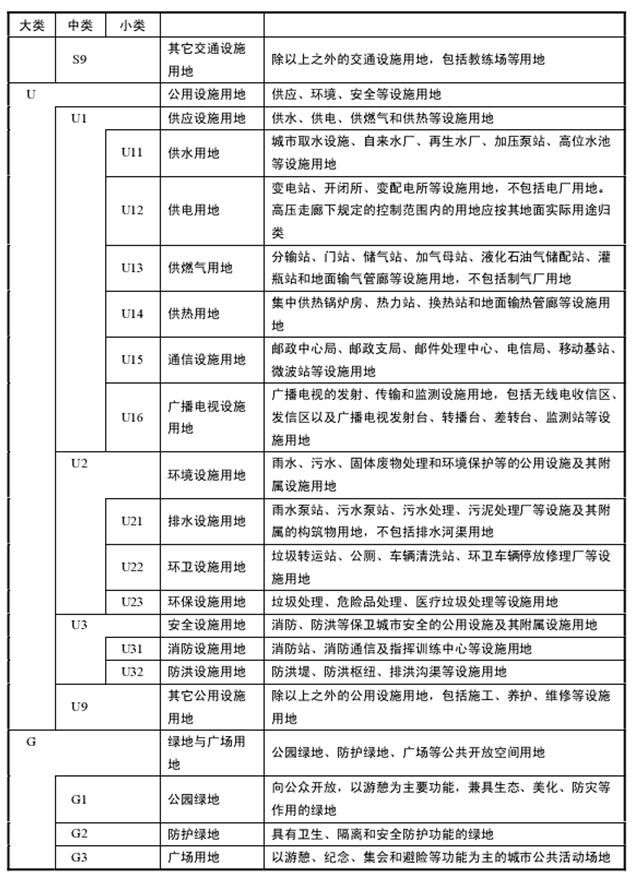 大类 中类 小类
S9 其它交通设施
用地 除以上之外的交通设施用地，包括教练场等用地
U 公用设施用地 供应、环境、安全等设施用地
U1 供应设施用地 供水、供电、供燃气和供热等设施用地
U11 供水用地 城市取水设施、自来水厂、再生水厂、加压泵站、高位水池
等设施用地
U12 供电用地 变电站、开闭所、变配电所等设施用地，不包括电厂用地。
高压走廊下规定的控制范围内的用地应按其地面实际用途归
类
U13 供燃气用地 分输站、门站、储气站、加气母站、液化石油气储配站、灌
瓶站和地面输气管廊等设施用地，不包括制气厂用地
U14 供热用地 集中供热锅炉房、热力站、换热站和地面输热管廊等设施用
地
U15 通信设施用地 邮政中心局、邮政支局、邮件处理中心、电信局、移动基站、
微波站等设施用地
U16 广播电视设施
用地 广播电视的发射、传输和监测设施用地，包括无线电收信区、
发信区以及广播电视发射台、转播台、差转台、监测站等设
施用地
U2 环境设施用地 雨水、污水、固体废物处理和环境保护等的公用设施及其附
属设施用地
U21 排水设施用地 雨水泵站、污水泵站、污水处理、污泥处理厂等设施及其附
属的构筑物用地，不包括排水河渠用地
U22 环卫设施用地 垃圾转运站、公厕、车辆清洗站、环卫车辆停放修理厂等设
施用地
U23 环保设施用地 垃圾处理、危险品处理、医疗垃圾处理等设施用地
U3 安全设施用地 消防、防洪等保卫城市安全的公用设施及其附属设施用地
U31 消防设施用地 消防站、消防通信及指挥训练中心等设施用地
U32 防洪设施用地 防洪堤、防洪枢纽、排洪沟渠等设施用地
U9 其它公用设施
用地 除以上之外的公用设施用地，包括施工、养护、维修等设施
用地
G 绿地与广场用
地 公园绿地、防护绿地、广场等公共开放空间用地
G1 公园绿地 向公众开放，以游憩为主要功能，兼具生态、美化、防灾等
作用的绿地
G2 防护绿地 具有卫生、隔离和安全防护功能的绿地
G3 广场用地 以游憩、纪念、集会和避险等功能为主的城市公共活动场地